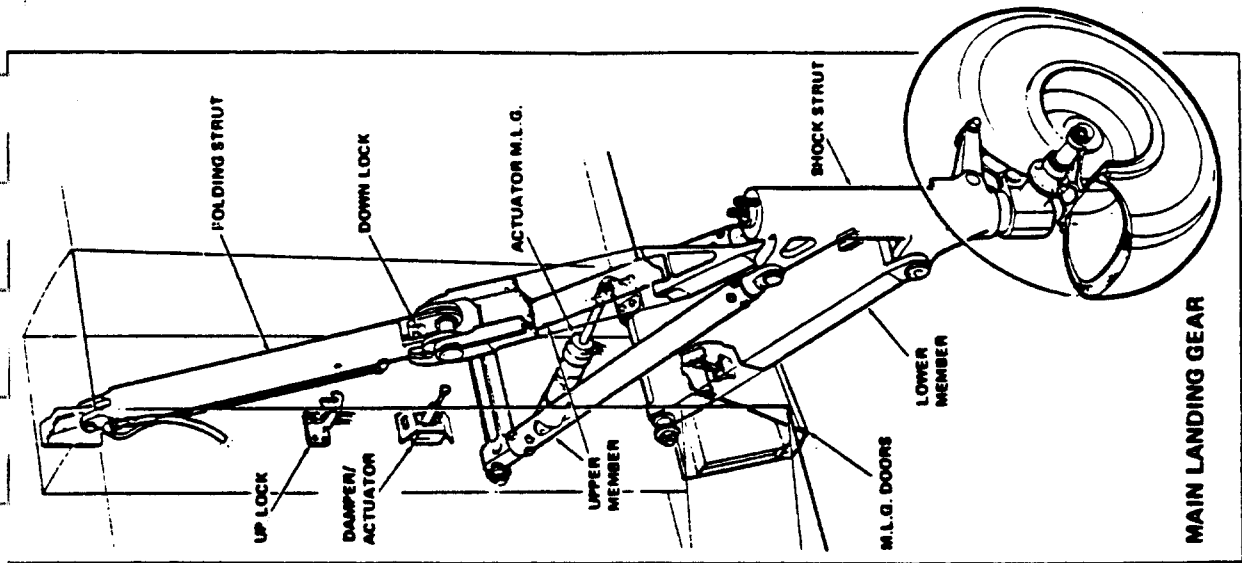 FOLDING STRUT
DOWN LOCK
ACTUATOR M.L.G.
SHOCK STRUT
UP LOCK
DAMPER/
ACTUATOR
UPPER
MEMBER
M.L.G. DOORS
LOWER
MEMBER
MAIN LANDING GEAR